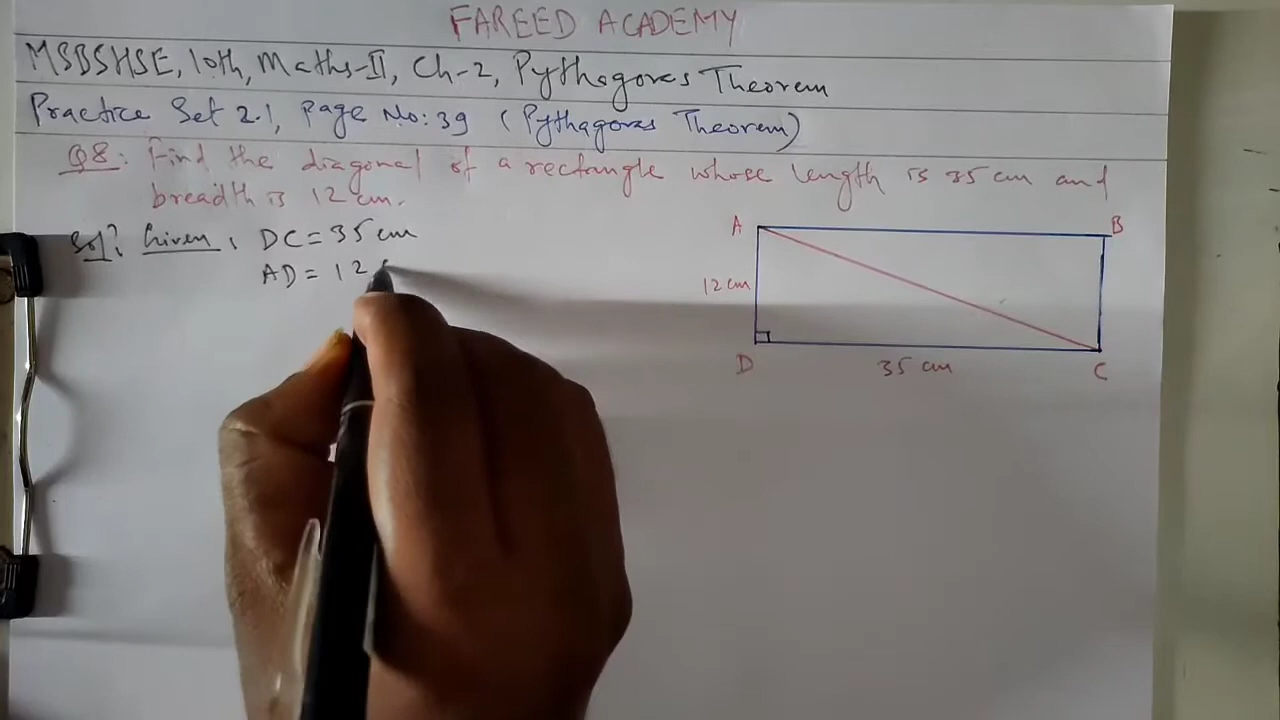 FAREED ACADEMY
MSBSHSE, 10th, Maths-II, Ch-2, Pythagoras Theorem
Practice Set 2.1, Page No: 39 (Pythagoras Theorem)
Q8: Find the diagonal of a rectangle whose length is 35 cm and
breadth is 12 cm.
Sol? Given, DC = 35 cm
AD = 12 c
A
B
12 cm
D
35 cm
C